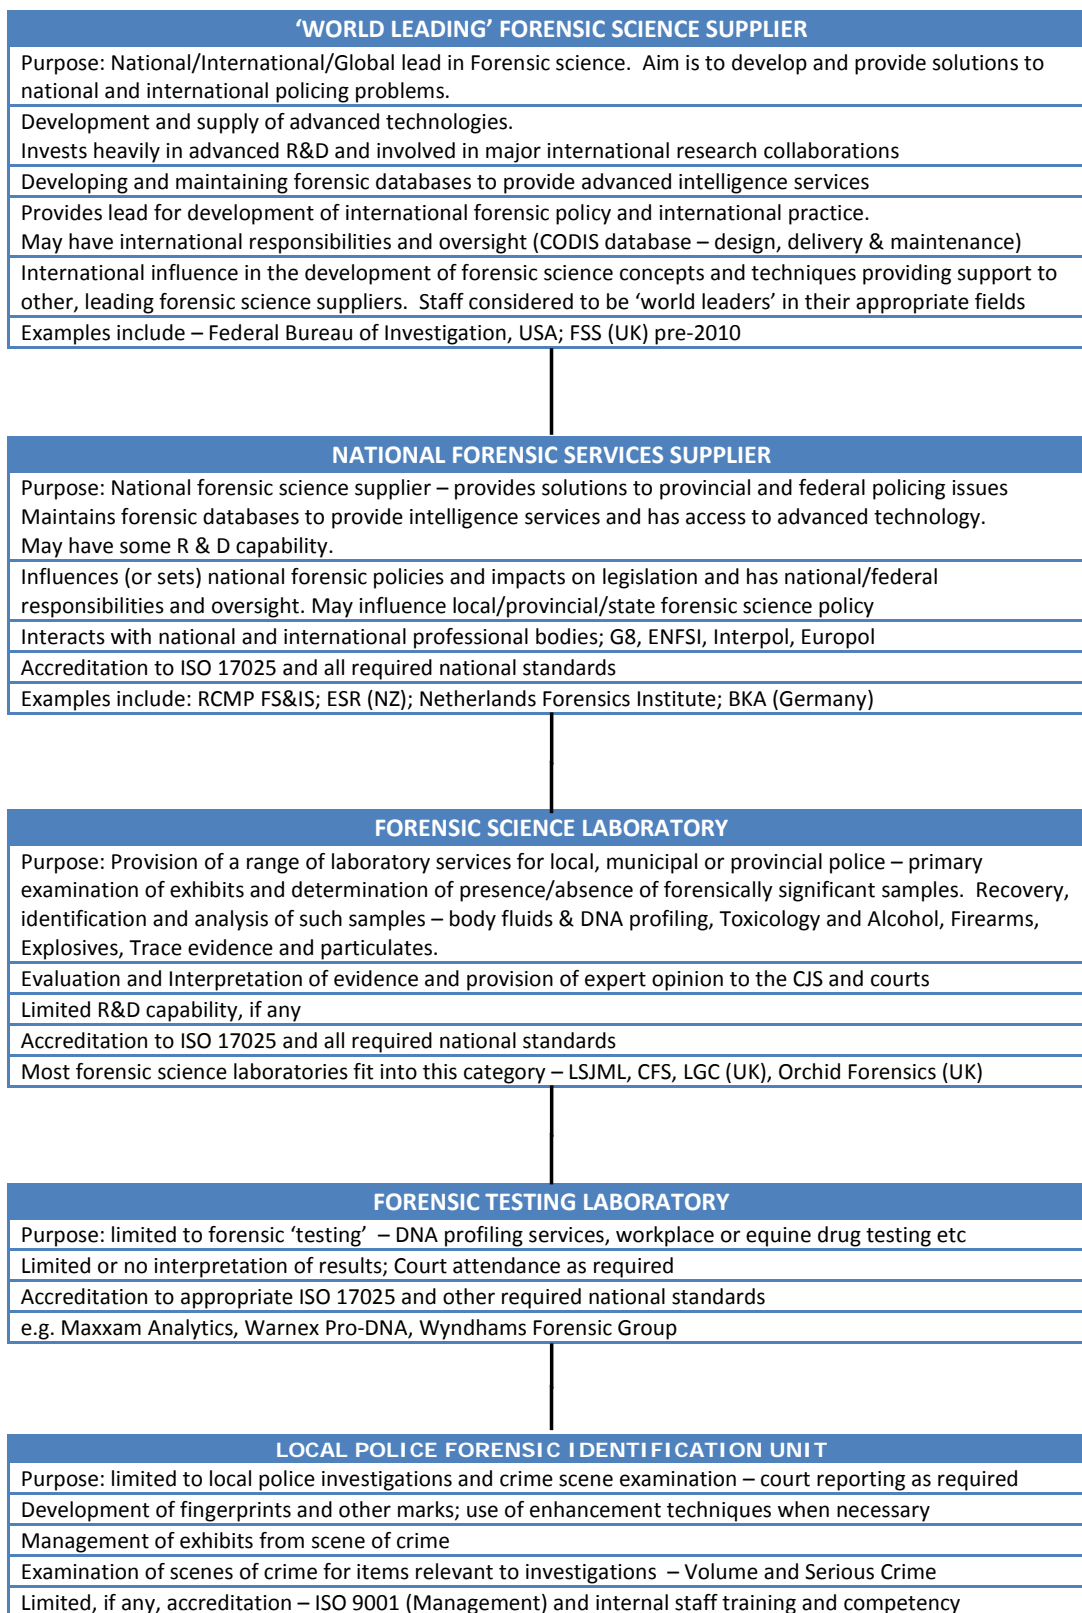 ‘WORLD LEADING’ FORENSIC SCIENCE SUPPLIER
Purpose: National/International/Global lead in Forensic science.  Aim is to develop and provide solutions to
national and international policing problems.
Development and supply of advanced technologies.
Invests heavily in advanced R&D and involved in major international research collaborations
Developing and maintaining forensic databases to provide advanced intelligence services
Provides lead for development of international forensic policy and international practice.
May have international responsibilities and oversight (CODIS database – design, delivery & maintenance)
International influence in the development of forensic science concepts and techniques providing support to
other, leading forensic science suppliers.  Staff considered to be ‘world leaders’ in their appropriate fields
Examples include – Federal Bureau of Investigation, USA; FSS (UK) pre-2010
NATIONAL FORENSIC SERVICES SUPPLIER
Purpose: National forensic science supplier – provides solutions to provincial and federal policing issues
Maintains forensic databases to provide intelligence services and has access to advanced technology.
May have some R & D capability.
Influences (or sets) national forensic policies and impacts on legislation and has national/federal
responsibilities and oversight. May influence local/provincial/state forensic science policy
Interacts with national and international professional bodies; G8, ENFSI, Interpol, Europol
Accreditation to ISO 17025 and all required national standards
Examples include: RCMP FS&IS; ESR (NZ); Netherlands Forensics Institute; BKA (Germany)
FORENSIC SCIENCE LABORATORY
Purpose: Provision of a range of laboratory services for local, municipal or provincial police – primary
examination of exhibits and determination of presence/absence of forensically significant samples.  Recovery,
identification and analysis of such samples – body fluids & DNA profiling, Toxicology and Alcohol, Firearms,
Explosives, Trace evidence and particulates.
Evaluation and Interpretation of evidence and provision of expert opinion to the CJS and courts
Limited R&D capability, if any
Accreditation to ISO 17025 and all required national standards
Most forensic science laboratories fit into this category – LSJML, CFS, LGC (UK), Orchid Forensics (UK)
FORENSIC TESTING LABORATORY
Purpose: limited to forensic ‘testing’  – DNA profiling services, workplace or equine drug testing etc
Limited or no interpretation of results; Court attendance as required
Accreditation to appropriate ISO 17025 and other required national standards
e.g. Maxxam Analytics, Warnex Pro-DNA, Wyndhams Forensic Group
LOCAL POLICE FORENSIC IDENTIFICATION UNIT
Purpose: limited to local police investigations and crime scene examination – court reporting as required
Development of fingerprints and other marks; use of enhancement techniques when necessary
Management of exhibits from scene of crime
Examination of scenes of crime for items relevant to investigations  – Volume and Serious Crime
Limited, if any, accreditation – ISO 9001 (Management) and internal staff training and competency